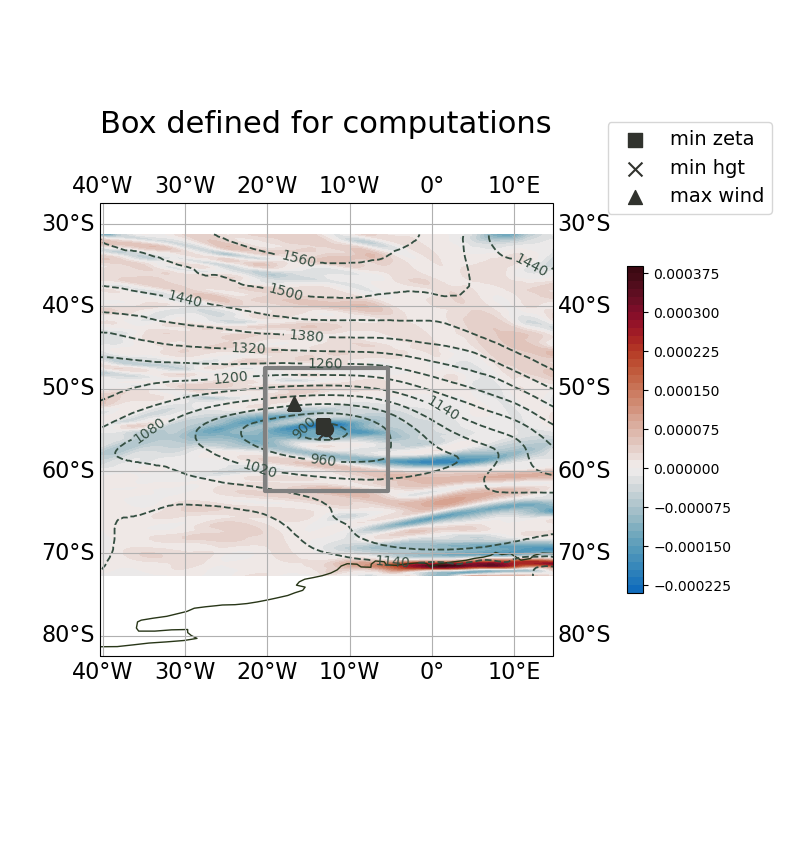 Box defined for computations
min zeta
min hgt
max wind
40°W 30°W 20°W 10°W 0° 10°E
30°S 30°S
40°S 40°S
50°S 50°S
60°S 60°S
70°S 70°S
80°S 80°S
40°W 30°W 20°W 10°W 0° 10°E
1560
1440
1500
1440
1380
1320
1260
1200
1140
1080
900
960
1020
1140
0.000375
0.000300
0.000225
0.000150
0.000075
0.000000
−0.000075
−0.000150
−0.000225